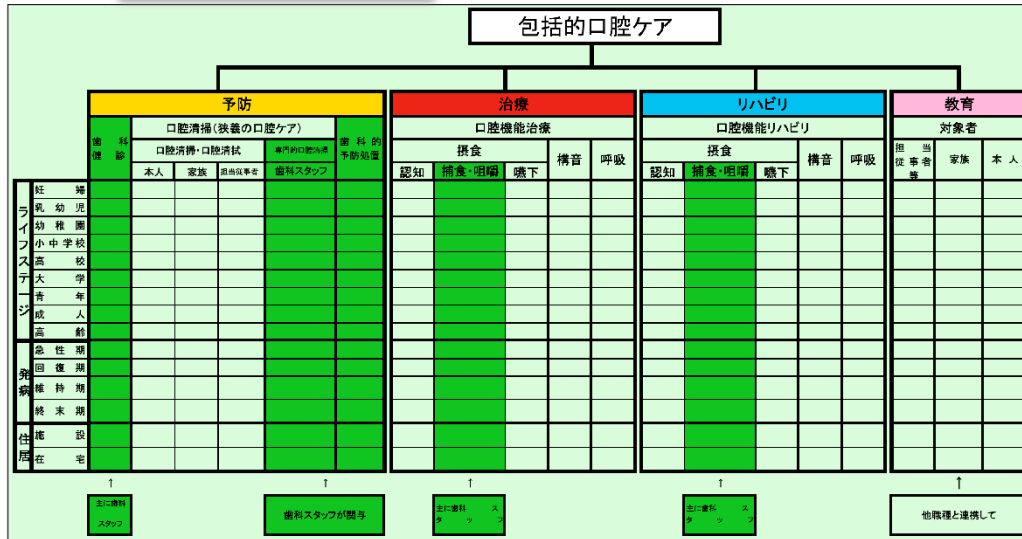 包括的口腔ケア
予防
治療
リハビリ
教育
歯科健診
口腔清掃(狭義の口腔ケア)
歯科的予防処置
口腔清掃・口腔清拭
専門的口腔清掃
本人
家族
担当従事者
歯科スタッフ
口腔機能治療
摂食
構音
呼吸
認知
捕食・咀嚼
嚥下
口腔機能リハビリ
摂食
構音
呼吸
認知
捕食・咀嚼
嚥下
対象者
担当従事者等
家族
本人
ライフステージ
妊婦
乳幼児
幼稚園
小中学校
高校
大学
青年
成人
高齢
発病
急性期
回復期
維持期
終末期
住居
施設
在宅
↑
↑
↑
↑
↑
主に歯科
スタッフ
歯科スタッフが関与
主に歯科ス
タッフ
主に歯科ス
タッフ
他職種と連携して